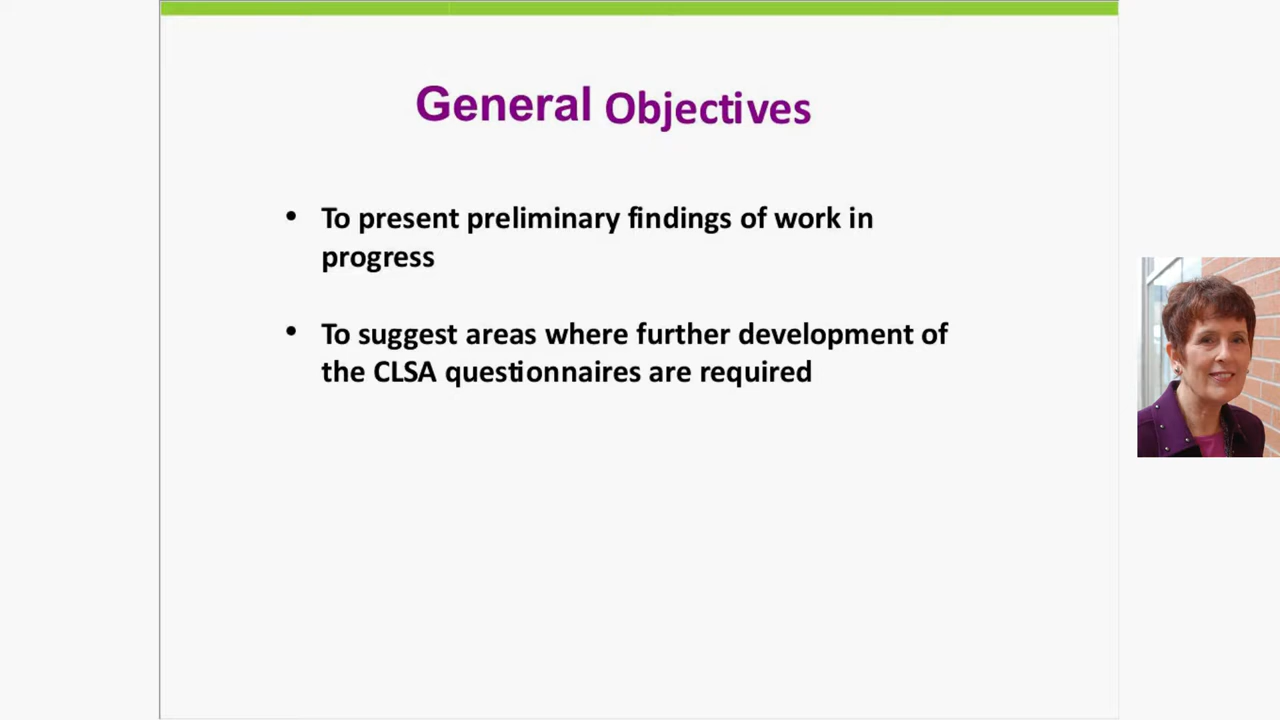 General Objectives
• To present preliminary findings of work in
progress
• To suggest areas where further development of
the CLSA questionnaires are required